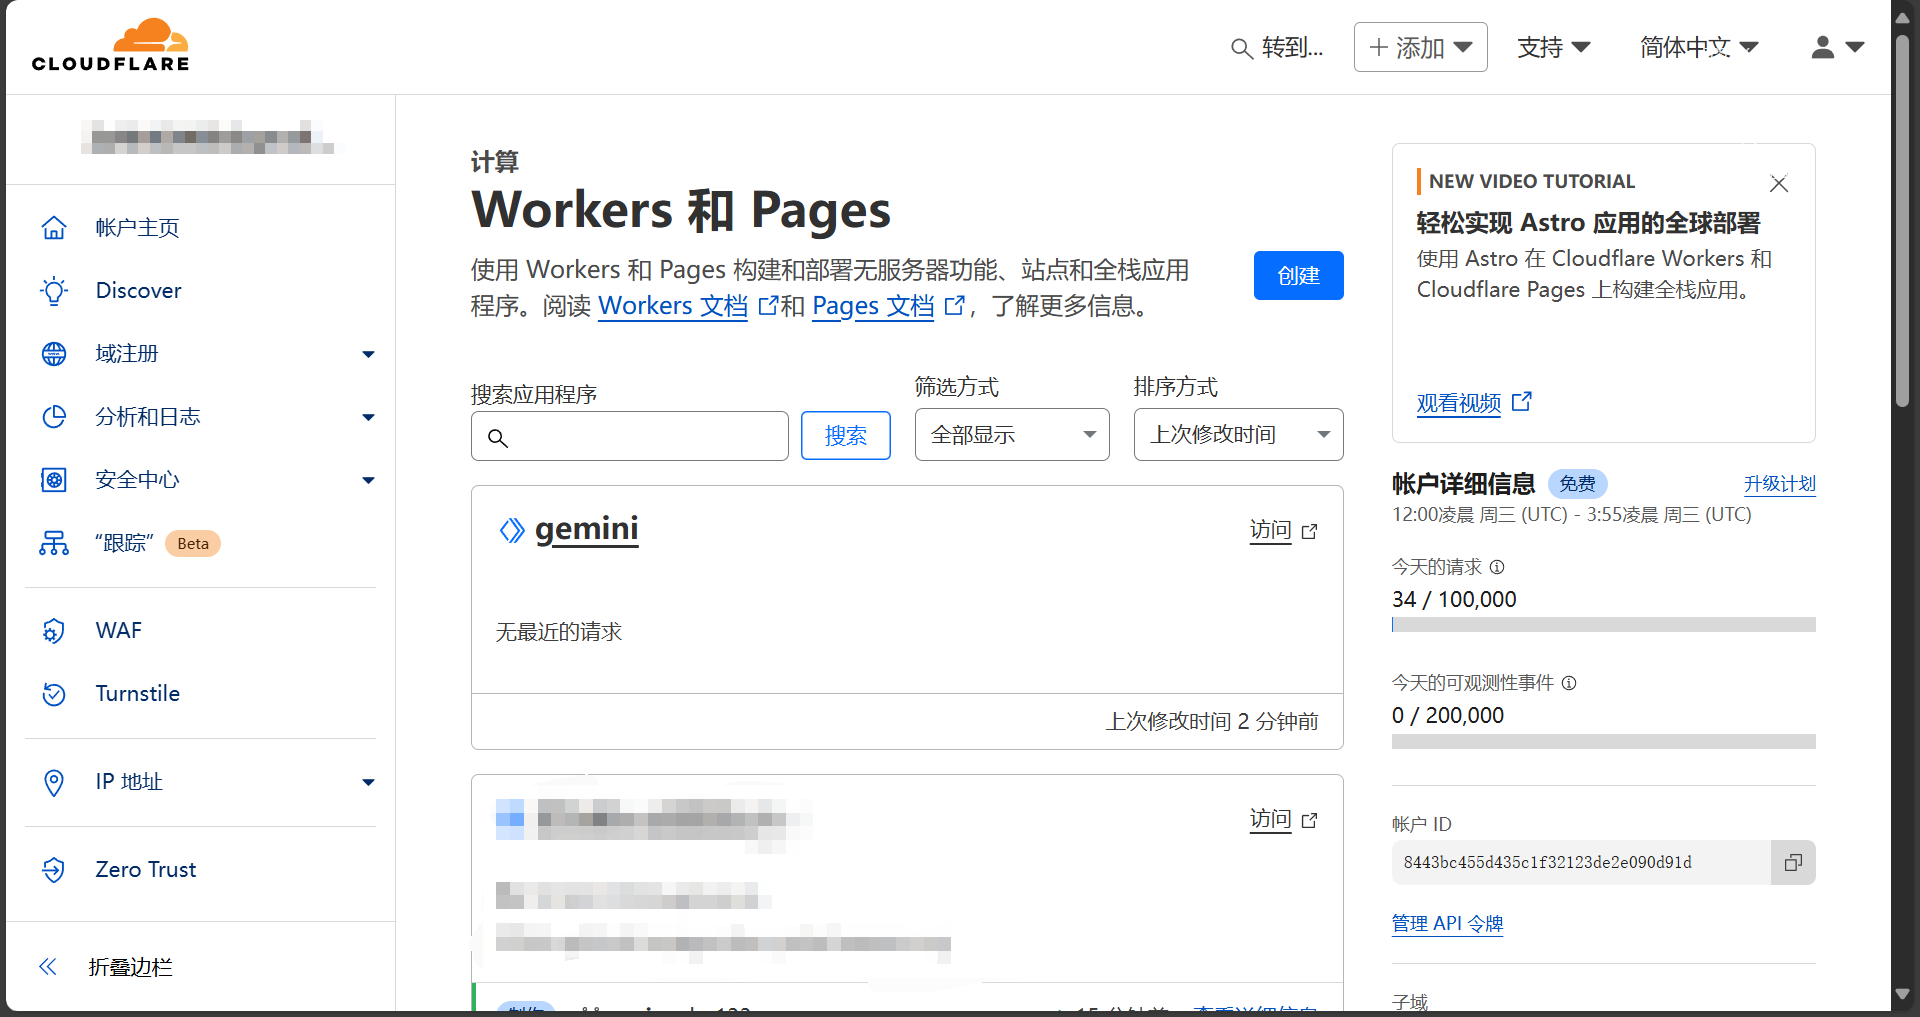 CLOUDFLARE
转到...
添加
支持
简体中文
帐户主页
Discover
域注册
分析和日志
安全中心
“跟踪” Beta
WAF
Turnstile
IP 地址
Zero Trust
折叠边栏
计算
Workers 和 Pages
使用 Workers 和 Pages 构建和部署无服务器功能、站点和全栈应用
程序。阅读 Workers 文档 和 Pages 文档 ，了解更多信息。
创建
搜索应用程序
搜索
筛选方式
全部显示
排序方式
上次修改时间
gemini
访问
无最近的请求
上次修改时间 2 分钟前
访问
NEW VIDEO TUTORIAL
轻松实现 Astro 应用的全球部署
使用 Astro 在 Cloudflare Workers 和
Cloudflare Pages 上构建全栈应用。
观看视频
帐户详细信息 免费 升级计划
12:00凌晨 周三 (UTC) - 3:55凌晨 周三 (UTC)
今天的请求
34 / 100,000
今天的可观测性事件
0 / 200,000
帐户 ID
8443bc455d435c1f32123de2e090d91d
管理 API 令牌
子域